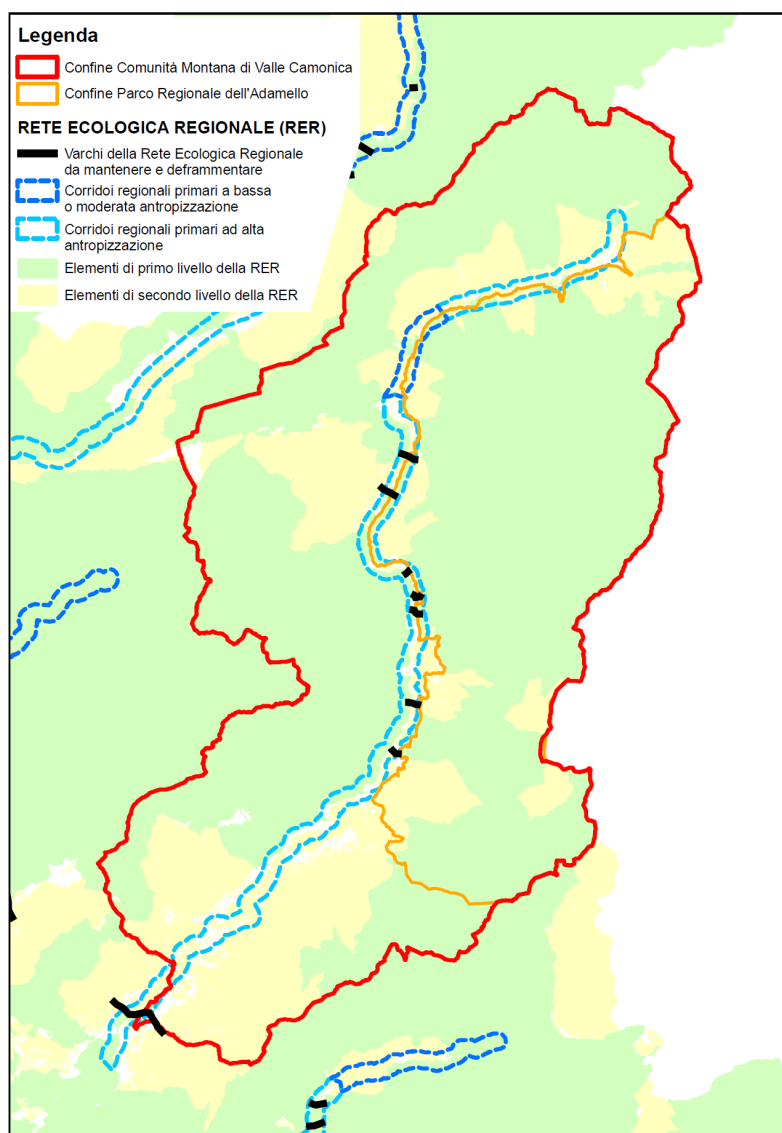 Legenda
Confine Comunità Montana di Valle Camonica
Confine Parco Regionale dell'Adamello
RETE ECOLOGICA REGIONALE (RER)
Varchi della Rete Ecologica Regionale
da mantenere e deframmentare
Corridoi regionali primari a bassa
o moderata antropizzazione
Corridoi regionali primari ad alta
antropizzazione
Elementi di primo livello della RER
Elementi di secondo livello della RER